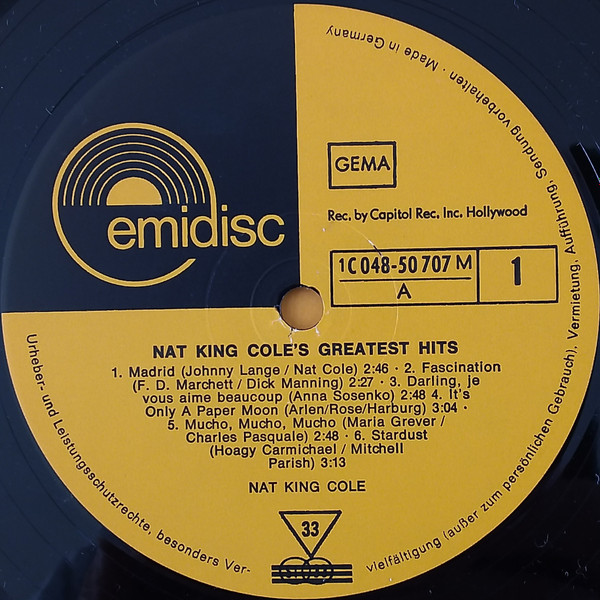 emidisc
GEMA
Rec. by Capitol Rec. Inc. Hollywood
1C 048-50 707 M
A
1
NAT KING COLE'S GREATEST HITS
1. Madrid (Johnny Lange / Nat Cole) 2:46 · 2. Fascination
(F. D. Marchett / Dick Manning) 2:27 · 3. Darling, je
vous aime beaucoup (Anna Sosenko) 2:48 4. It's
Only A Paper Moon (Arlen/Rose/Harburg) 3:04 ·
5. Mucho, Mucho, Mucho (Maria Grever /
Charles Pasquale) 2:48 · 6. Stardust
(Hoagy Carmichael / Mitchell
Parish) 3:13
NAT KING COLE
33
Urheber- und Leistungsschutzrechte, besonders Ver-
vielfältigung (außer zum persönlichen Gebrauch), Vermietung, Aufführung, Sendung vorbehalten · Made in Germany